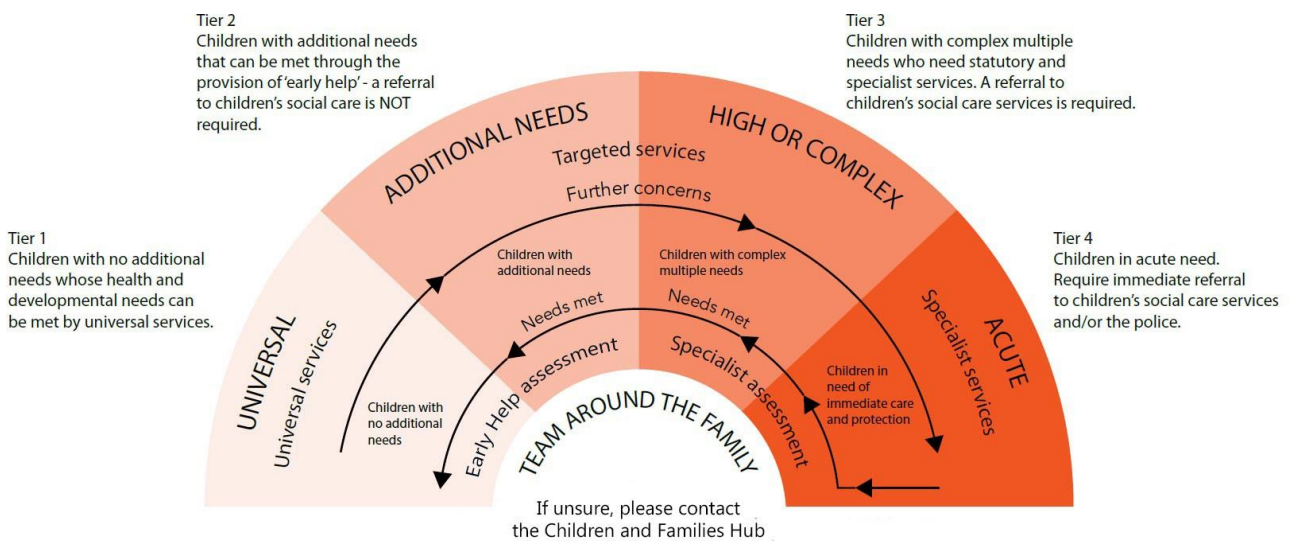 Tier 2
Children with additional needs
that can be met through the
provision of ‘early help’ - a referral
to children’s social care is NOT
required.
Tier 3
Children with complex multiple
needs who need statutory and
specialist services. A referral to
children’s social care services is required.
Tier 1
Children with no additional
needs whose health and
developmental needs can
be met by universal services.
Tier 4
Children in acute need.
Require immediate referral
to children’s social care services
and/or the police.
UNIVERSAL
ADDITIONAL NEEDS
HIGH OR COMPLEX
ACUTE
Universal services
Targeted services
Specialist services
Further concerns
Children with
no additional
needs
Children with
additional needs
Children with complex
multiple needs
Children in
need of
immediate care
and protection
Needs met
Needs met
Early Help assessment
Specialist assessment
TEAM AROUND THE FAMILY
If unsure, please contact
the Children and Families Hub